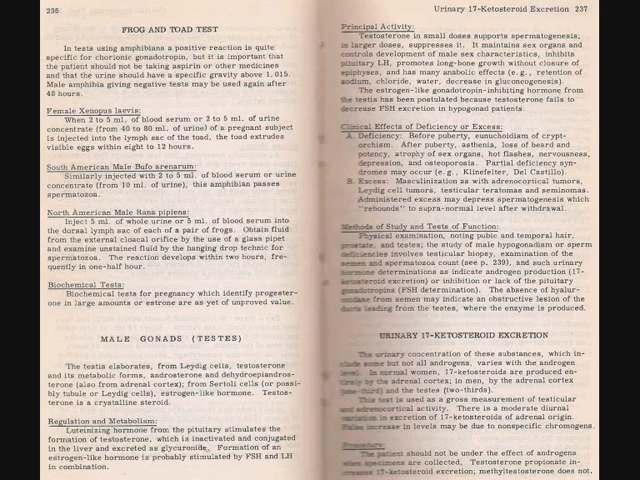 236
FROG AND TOAD TEST
In tests using amphibians a positive reaction is quite
specific for chorionic gonadotropin, but it is important that
the patient should not be taking aspirin or other medicines
and that the urine should have a specific gravity above 1.015.
Male amphibia giving negative tests may be used again after
48 hours.
Female Xenopus laevis:
When 2 to 5 ml. of blood serum or 2 to 5 ml. of urine
concentrate (from 40 to 80 ml. of urine) of a pregnant subject
is injected into the lymph sac of the toad, the toad extrudes
visible eggs within eight to 12 hours.
South American Male Bufo arenarum:
Similarly injected with 2 to 5 ml. of blood serum or urine
concentrate (from 10 ml. of urine), this amphibian passes
spermatozoa.
North American Male Rana pipiens:
Inject 5 ml. of whole urine or 5 ml. of blood serum into
the dorsal lymph sac of each of a pair of frogs. Obtain fluid
from the external cloacal orifice by the use of a glass pipet
and examine unstained fluid by the hanging drop technic for
spermatozoa. The reaction develops within two hours, fre-
quently in one-half hour.
Biochemical Tests:
Biochemical tests for pregnancy which identify progester-
one in large amounts or estrone are as yet of unproved value.
MALE GONADS (TESTES)
The testis elaborates, from Leydig cells, testosterone
and its metabolic forms, androsterone and dehydroepiandros-
terone (also from adrenal cortex); from Sertoli cells (or possi-
bly tubule or Leydig cells), estrogen-like hormone. Testos-
terone is a crystalline steroid.
Regulation and Metabolism:
Luteinizing hormone from the pituitary stimulates the
formation of testosterone, which is inactivated and conjugated
in the liver and excreted as glycuronide. Formation of an
estrogen-like hormone is probably stimulated by FSH and LH
in combination.
Urinary 17-Ketosteroid Excretion 237
Principal Activity:
Testosterone in small doses supports spermatogenesis;
in larger doses, suppresses it. It maintains sex organs and
controls development of male sex characteristics, inhibits
pituitary LH, promotes long-bone growth without closure of
epiphyses, and has many anabolic effects (e.g., retention of
sodium, chloride, water, decrease in gluconeogenesis).
The estrogen-like gonadotropin-inhibiting hormone from
the testis has been postulated because testosterone fails to
decrease FSH excretion in hypogonad patients.
Clinical Effects of Deficiency or Excess:
A. Deficiency: Before puberty, eunuchoidism of crypt-
orchism. After puberty, asthenia, loss of beard and
potency, atrophy of sex organs, hot flashes, nervousness,
depression, and osteoporosis. Partial deficiency syn-
dromes may occur (e.g., Klinefelter, Del Castillo).
B. Excess: Masculinization as with adrenocortical tumors,
Leydig cell tumors, testicular teratomas and seminomas.
Administered excess may depress spermatogenesis which
"rebounds" to supra-normal level after withdrawal.
Methods of Study and Tests of Function:
Physical examination, noting pubic and temporal hair,
prostate, and testes; the study of male hypogonadism or sperm
deficiencies involves testicular biopsy, examination of the
semen and spermatozoa count (see p. 239), and such urinary
hormone determinations as indicate androgen production (17-
ketosteroid excretion) or inhibition or lack of the pituitary
gonadotropins (FSH determination). The absence of hyalur-
onidase from semen may indicate an obstructive lesion of the
ducts leading from the testes, where the enzyme is produced.
URINARY 17-KETOSTEROID EXCRETION
The urinary concentration of these substances, which in-
clude some but not all androgens, varies with the androgen
level. In normal women, 17-ketosteroids are produced en-
tirely by the adrenal cortex; in men, by the adrenal cortex
(one-third) and the testes (two-thirds).
This test is used as a gross measurement of testicular
and adrenocortical activity. There is a moderate diurnal
variation in excretion of 17-ketosteroids of adrenal origin.
False increase in levels may be due to nonspecific chromogens.
Procedure:
The patient should not be under the effect of androgens
when specimens are collected. Testosterone propionate in-
creases 17-ketosteroid excretion; methyltestosterone does not.